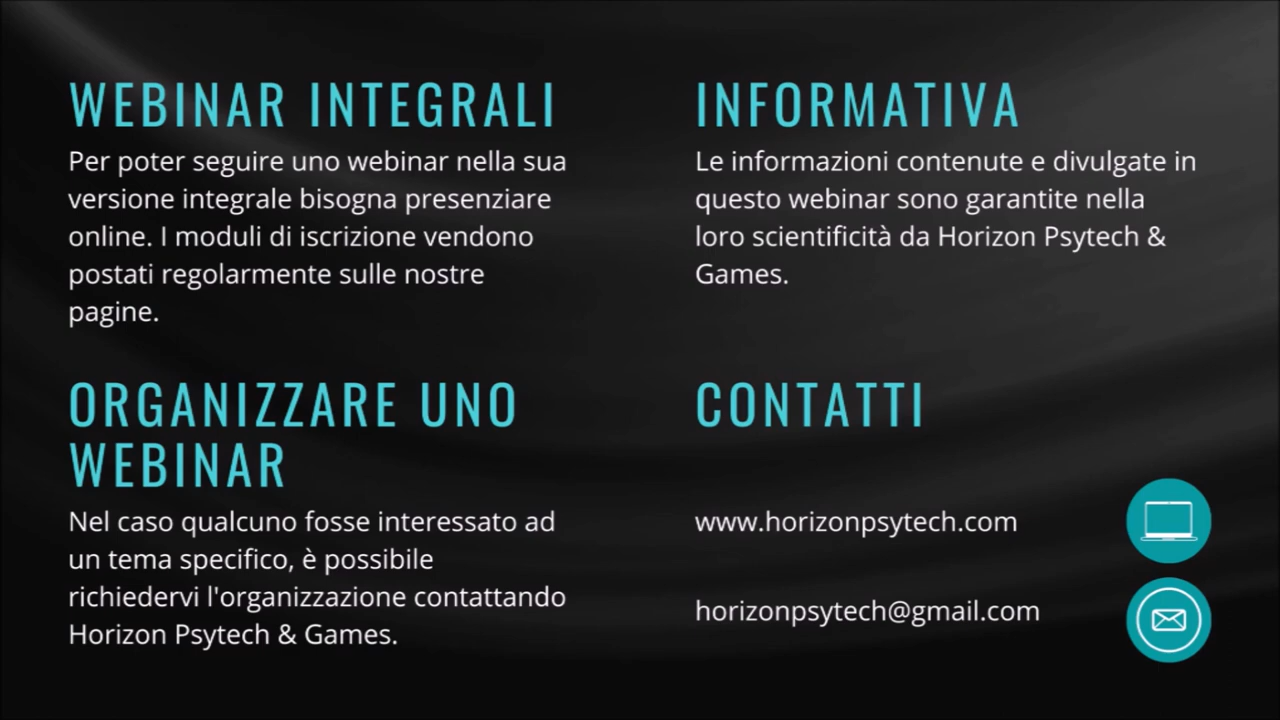 WEBINAR INTEGRALI
Per poter seguire uno webinar nella sua
versione integrale bisogna presenziare
online. I moduli di iscrizione vendono
postati regolarmente sulle nostre
pagine.
INFORMATIVA
Le informazioni contenute e divulgate in
questo webinar sono garantite nella
loro scientificità da Horizon Psytech &
Games.
ORGANIZZARE UNO
WEBINAR
Nel caso qualcuno fosse interessato ad
un tema specifico, è possibile
richiedervi l'organizzazione contattando
Horizon Psytech & Games.
CONTATTI
www.horizonpsytech.com
horizonpsytech@gmail.com